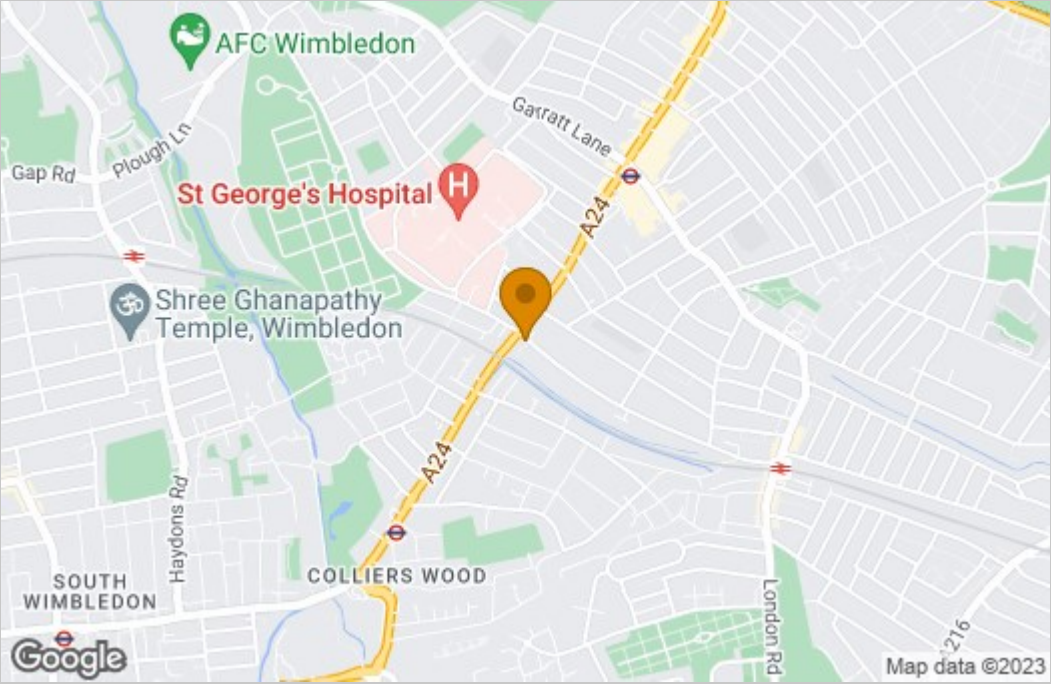 AFC Wimbledon
Garratt Lane
Plough Ln
Gap Rd
St George's Hospital
H
A24
Shree Ghanapathy
Temple, Wimbledon
A24
Haydons Rd
COLLIERS WOOD
SOUTH
WIMBLEDON
London Rd
A216
Google
Map data ©2023